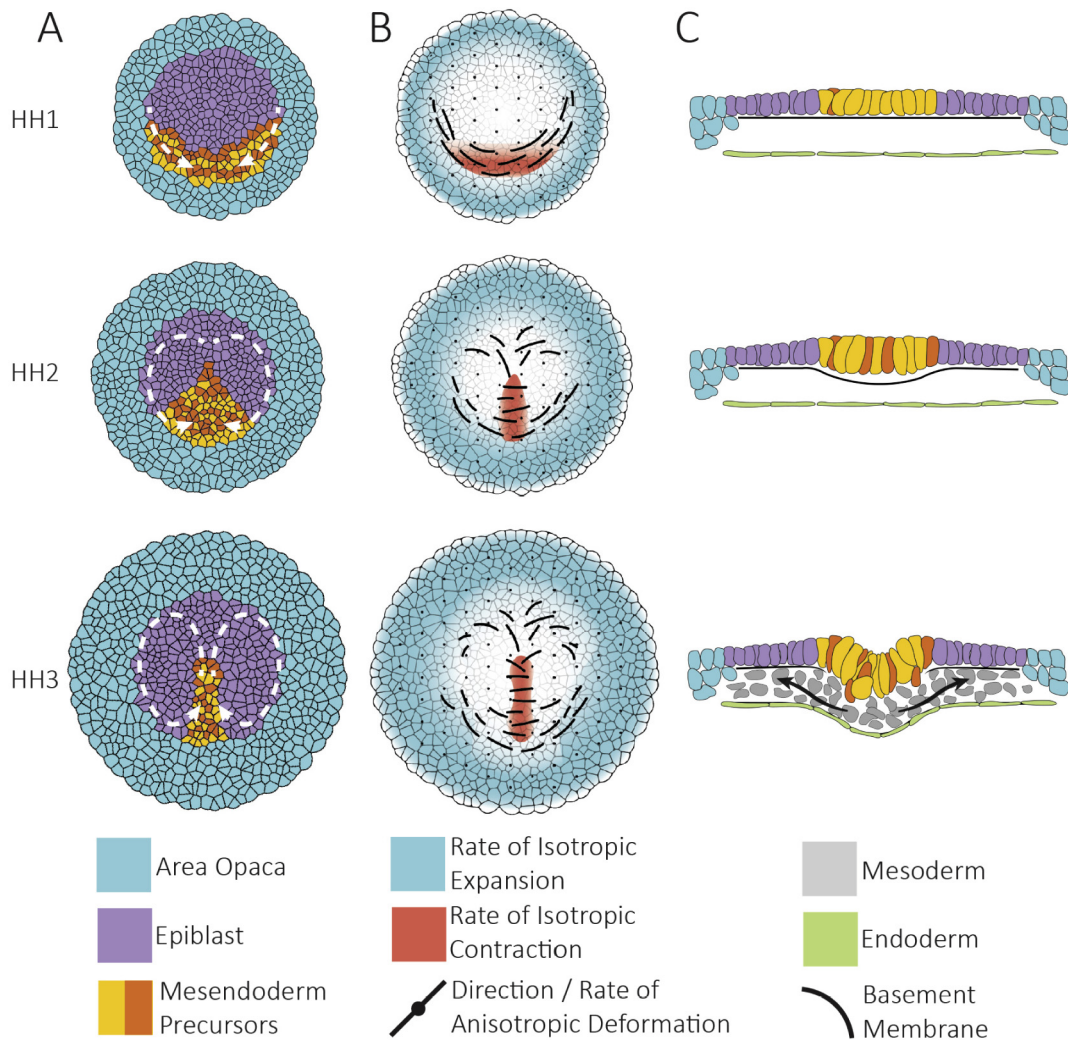 A
B
C
HH1
HH2
HH3
Area Opaca
Epiblast
Mesendoderm
Precursors
Rate of Isotropic
Expansion
Rate of Isotropic
Contraction
Direction / Rate of
Anisotropic Deformation
Mesoderm
Endoderm
Basement
Membrane